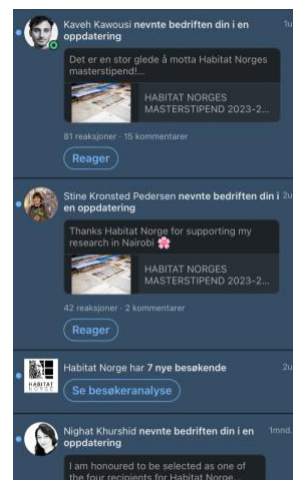 Kaveh Kawousi nevnte bedriften din i en 1u
oppdatering
Det er en stor glede å motta Habitat Norges
masterstipend!...
HABITAT NORGES
MASTERSTIPEND 2023-2...
81 reaksjoner · 15 kommentarer
Reager
Stine Kronsted Pedersen nevnte bedriften din i 2u
en oppdatering
Thanks Habitat Norge for supporting my
research in Nairobi 🌸
HABITAT NORGES
MASTERSTIPEND 2023-2...
42 reaksjoner · 2 kommentarer
Reager
HABITAT
NORGE
Habitat Norge har 7 nye besøkende 2u
Se besøkeranalyse
Nighat Khurshid nevnte bedriften din i en 1mnd.
oppdatering
I am honoured to be selected as one of
the four recipients for Habitat Norge,